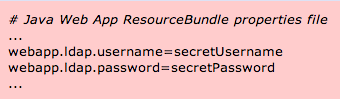 # Java Web App ResourceBundle properties file
...
webapp.ldap.username=secretUsername
webapp.ldap.password=secretPassword
...